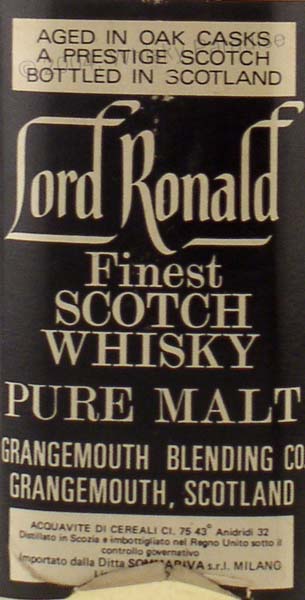 AGED IN OAK CASKS
A PRESTIGE SCOTCH
BOTTLED IN SCOTLAND
Lord Ronald
Finest
SCOTCH
WHISKY
PURE MALT
GRANGEMOUTH BLENDING CO
GRANGEMOUTH, SCOTLAND
ACQUAVITE DI CEREALI Cl. 75 43° Anidridi 32
Distillato in Scozia e imbottigliato nel Regno Unito sotto il
controllo governativo
Importato dalla Ditta SOMMARIVA s.r.l. MILANO